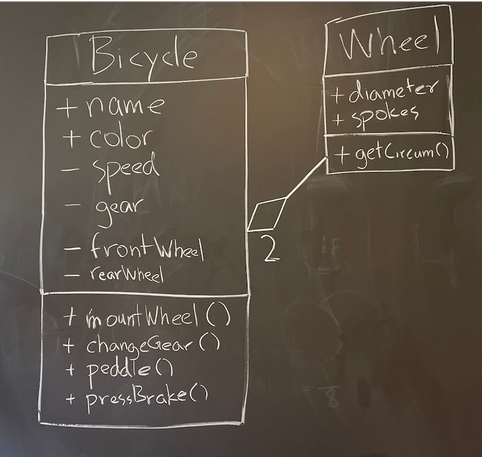 Bicycle
+ name
+ color
- speed
- gear
- frontWheel
- rearWheel
+ mountWheel()
+ changeGear()
+ peddle()
+ pressBrake()
2
Wheel
+ diameter
+ spokes
+ getCircum()